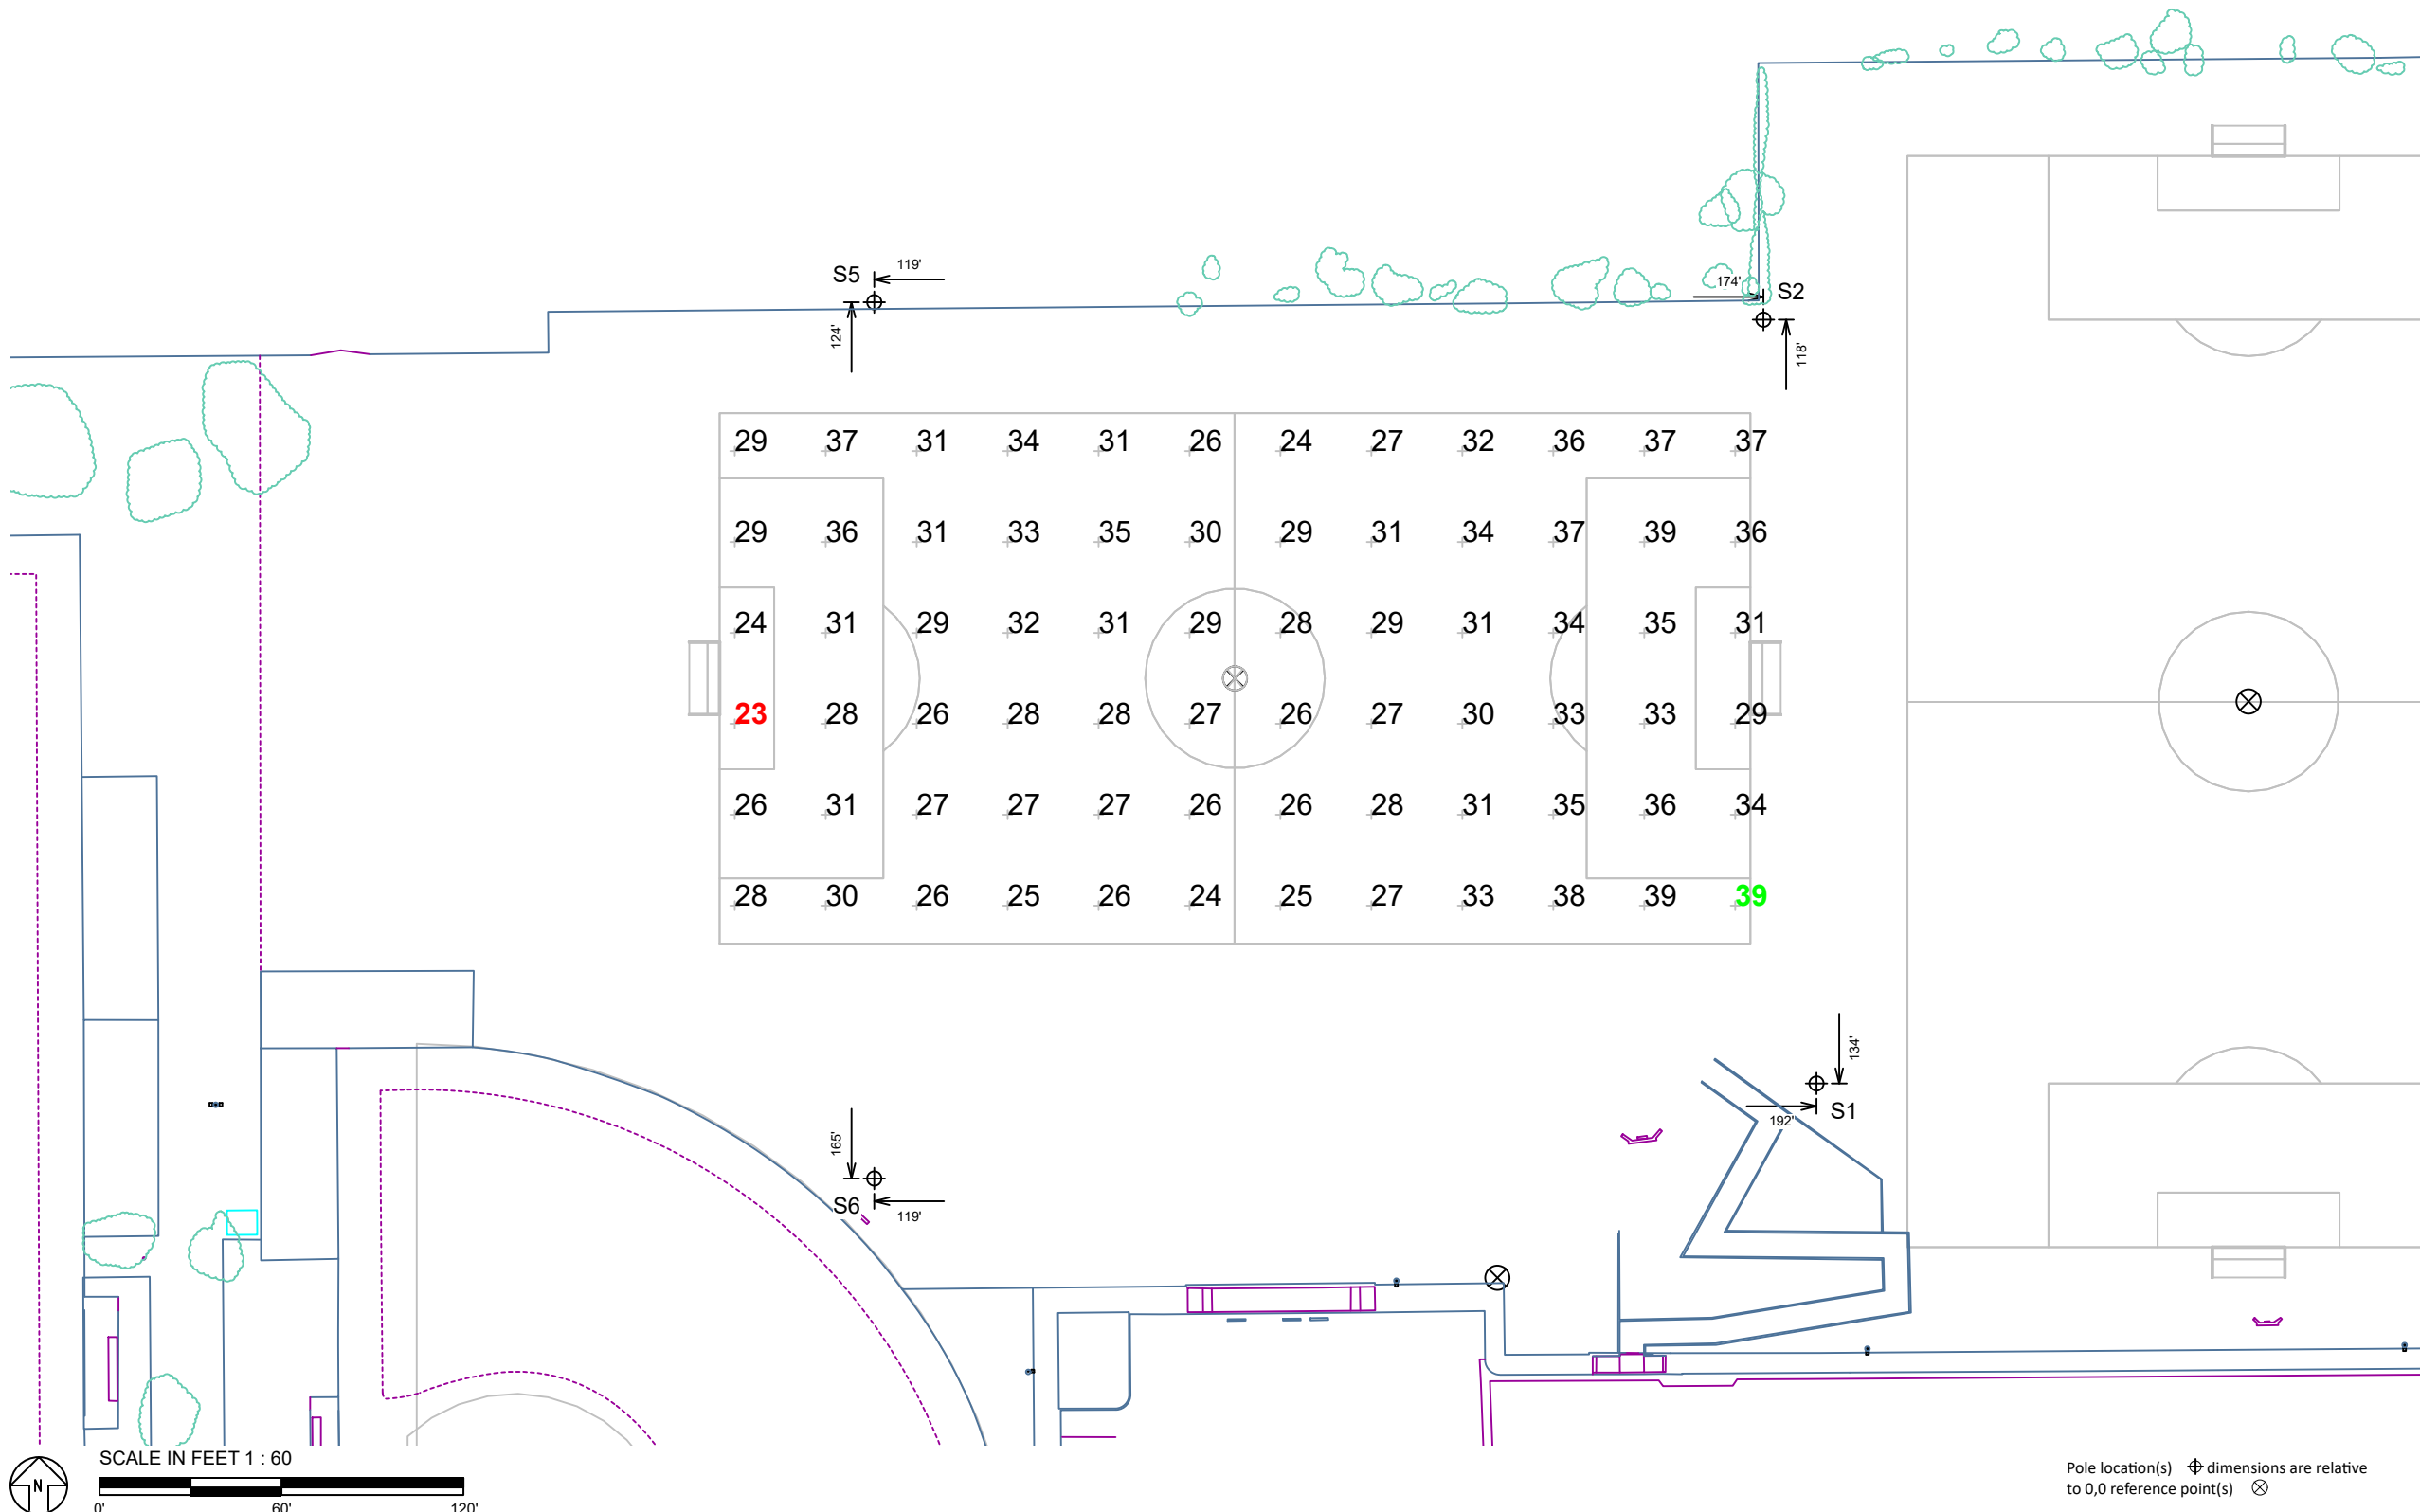 119'
S5
174'
S2
124'
118'
29 37 31 34 31 26 24 27 32 36 37 37
29 36 31 33 35 30 29 31 34 37 39 36
24 31 29 32 31 29 28 29 31 34 35 31
23 28 26 28 28 27 26 27 30 33 33 29
26 31 27 27 27 26 26 28 31 35 36 34
28 30 26 25 26 24 25 27 33 38 39 39
134'
S1
192'
165'
S6
119'
SCALE IN FEET 1 : 60
N
0' 60' 120'
Pole location(s) dimensions are relative
to 0,0 reference point(s)